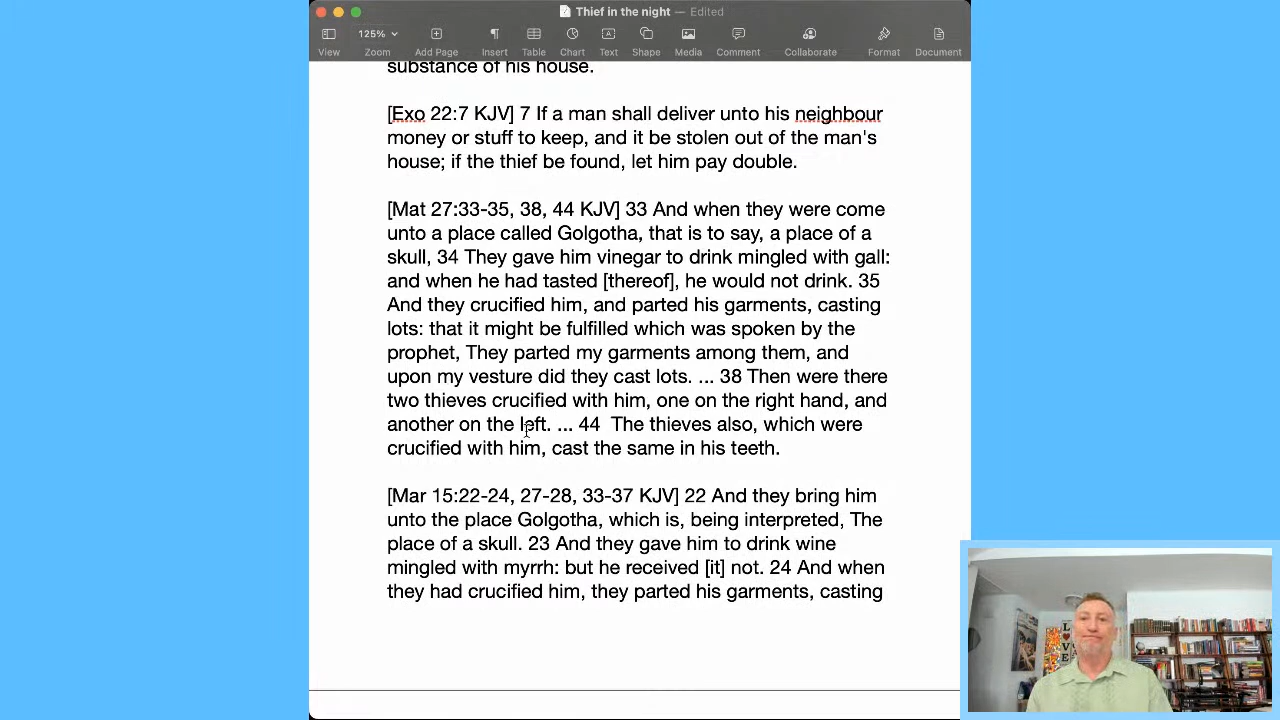 Thief in the night — Edited
125%
View Zoom Add Page Insert Table Chart Text Shape Media Comment Collaborate Format Document
substance of his house.
[Exo 22:7 KJV] 7 If a man shall deliver unto his neighbour
money or stuff to keep, and it be stolen out of the man's
house; if the thief be found, let him pay double.
[Mat 27:33-35, 38, 44 KJV] 33 And when they were come
unto a place called Golgotha, that is to say, a place of a
skull, 34 They gave him vinegar to drink mingled with gall:
and when he had tasted [thereof], he would not drink. 35
And they crucified him, and parted his garments, casting
lots: that it might be fulfilled which was spoken by the
prophet, They parted my garments among them, and
upon my vesture did they cast lots. ... 38 Then were there
two thieves crucified with him, one on the right hand, and
another on the left. ... 44 The thieves also, which were
crucified with him, cast the same in his teeth.
[Mar 15:22-24, 27-28, 33-37 KJV] 22 And they bring him
unto the place Golgotha, which is, being interpreted, The
place of a skull. 23 And they gave him to drink wine
mingled with myrrh: but he received [it] not. 24 And when
they had crucified him, they parted his garments, casting